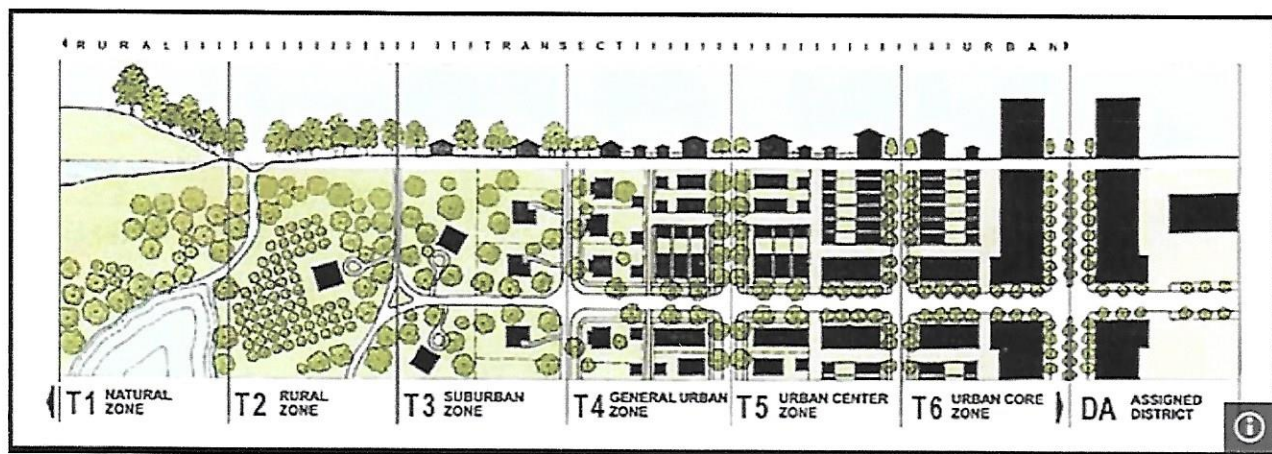 RURAL TRANSECT URBAN
T1 NATURAL ZONE
T2 RURAL ZONE
T3 SUBURBAN ZONE
T4 GENERAL URBAN ZONE
T5 URBAN CENTER ZONE
T6 URBAN CORE ZONE
DA ASSIGNED DISTRICT